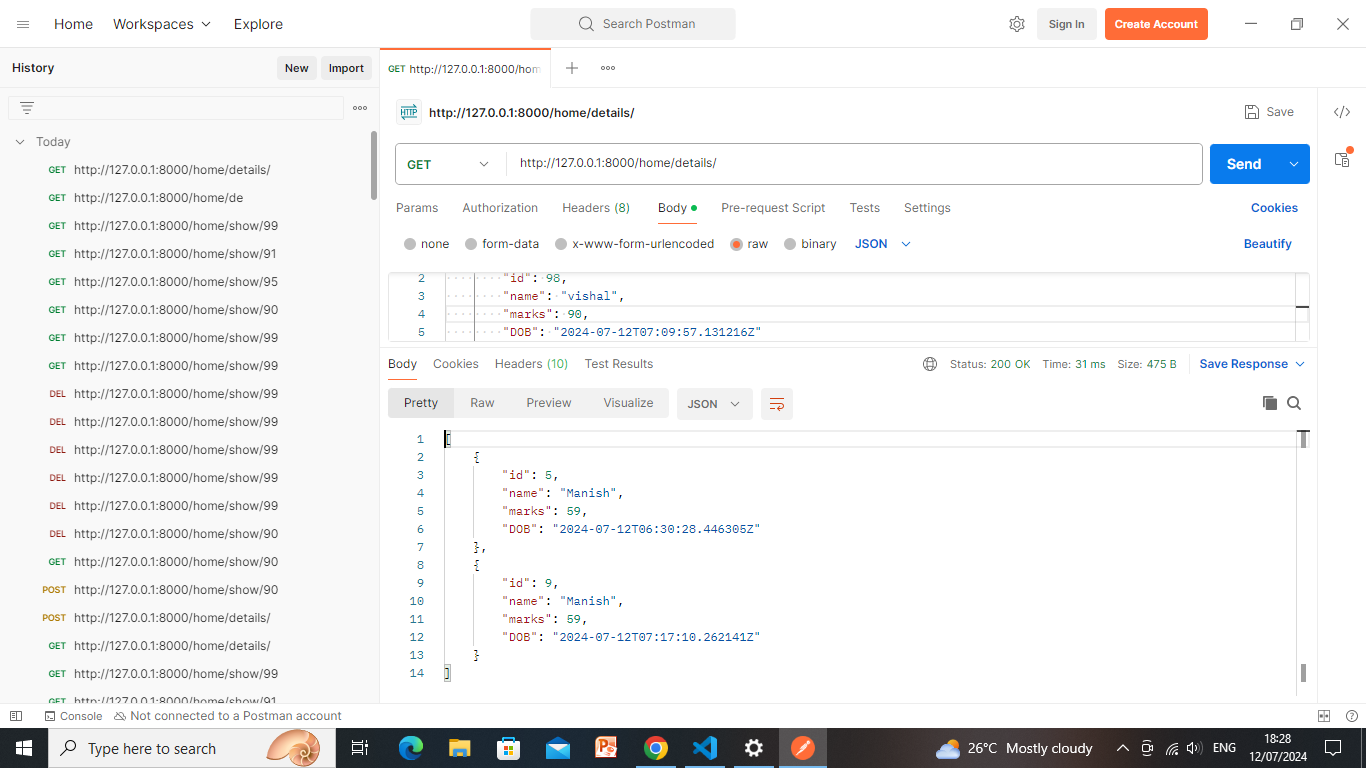 Home Workspaces Explore Search Postman Sign In Create Account
History New Import GET http://127.0.0.1:8000/hom
HTTP http://127.0.0.1:8000/home/details/ Save
Today
GET http://127.0.0.1:8000/home/details/
GET http://127.0.0.1:8000/home/de
GET http://127.0.0.1:8000/home/show/99
GET http://127.0.0.1:8000/home/show/91
GET http://127.0.0.1:8000/home/show/95
GET http://127.0.0.1:8000/home/show/90
GET http://127.0.0.1:8000/home/show/99
GET http://127.0.0.1:8000/home/show/99
DEL http://127.0.0.1:8000/home/show/99
DEL http://127.0.0.1:8000/home/show/99
DEL http://127.0.0.1:8000/home/show/99
DEL http://127.0.0.1:8000/home/show/99
DEL http://127.0.0.1:8000/home/show/99
DEL http://127.0.0.1:8000/home/show/90
GET http://127.0.0.1:8000/home/show/90
POST http://127.0.0.1:8000/home/show/90
POST http://127.0.0.1:8000/home/details/
GET http://127.0.0.1:8000/home/details/
GET http://127.0.0.1:8000/home/show/99
GET http://127.0.0.1:8000/home/show/91
GET http://127.0.0.1:8000/home/details/ Send
Params Authorization Headers (8) Body Pre-request Script Tests Settings Cookies
none form-data x-www-form-urlencoded raw binary JSON Beautify
2 "id": 98,
3 "name": "vishal",
4 "marks": 90,
5 "DOB": "2024-07-12T07:09:57.131216Z"
Body Cookies Headers (10) Test Results Status: 200 OK Time: 31 ms Size: 475 B Save Response
Pretty Raw Preview Visualize JSON
1 [
2 {
3 "id": 5,
4 "name": "Manish",
5 "marks": 59,
6 "DOB": "2024-07-12T06:30:28.446305Z"
7 },
8 {
9 "id": 9,
10 "name": "Manish",
11 "marks": 59,
12 "DOB": "2024-07-12T07:17:10.262141Z"
13 }
14 ]
Console Not connected to a Postman account
Type here to search 26°C Mostly cloudy ENG 18:28
12/07/2024